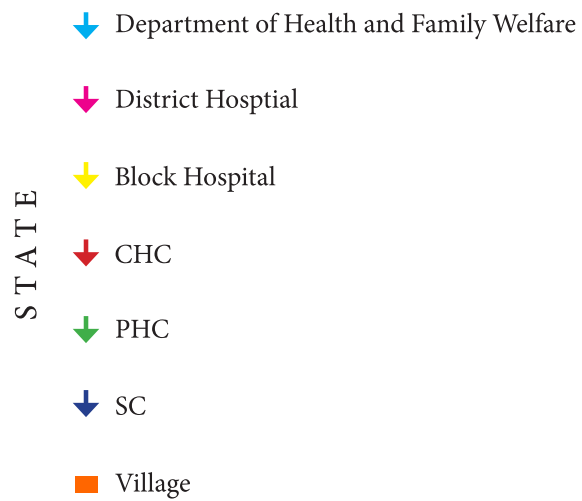 STATE
Department of Health and Family Welfare
District Hosptial
Block Hospital
CHC
PHC
SC
Village